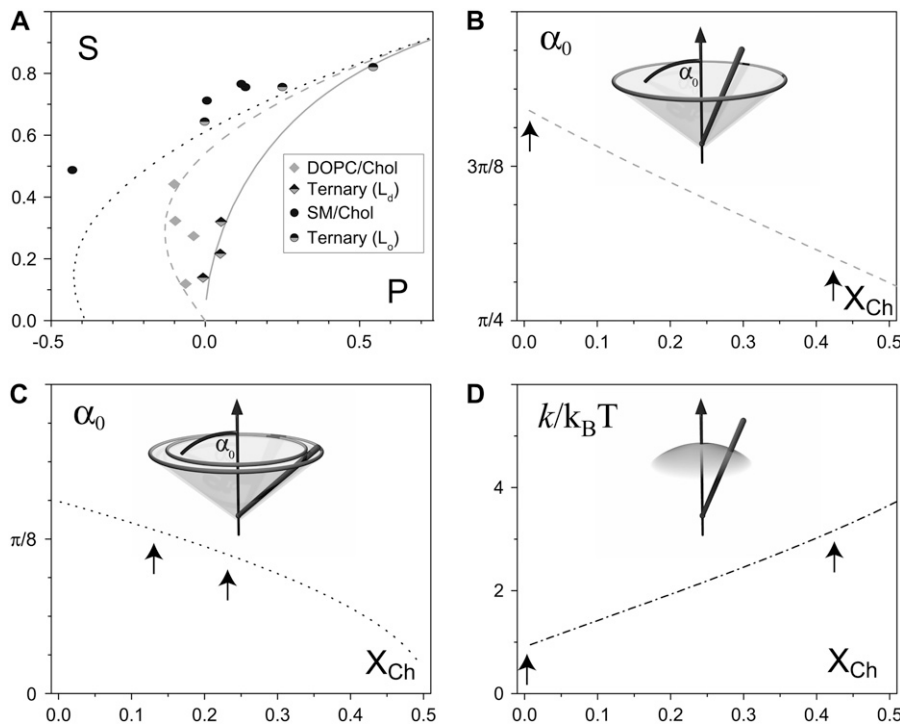 A
S
0.8
0.6
0.4
0.2
0.0
P
-0.5
0.0
0.5
DOPC/Chol
Ternary (Ld)
SM/Chol
Ternary (Lo)
B
α0
α0
3π/8
π/4
XCh
0.0
0.1
0.2
0.3
0.4
0.5
C
α0
α0
π/8
0
XCh
0.0
0.1
0.2
0.3
0.4
0.5
D
k/kBT
4
2
0
XCh
0.0
0.1
0.2
0.3
0.4
0.5